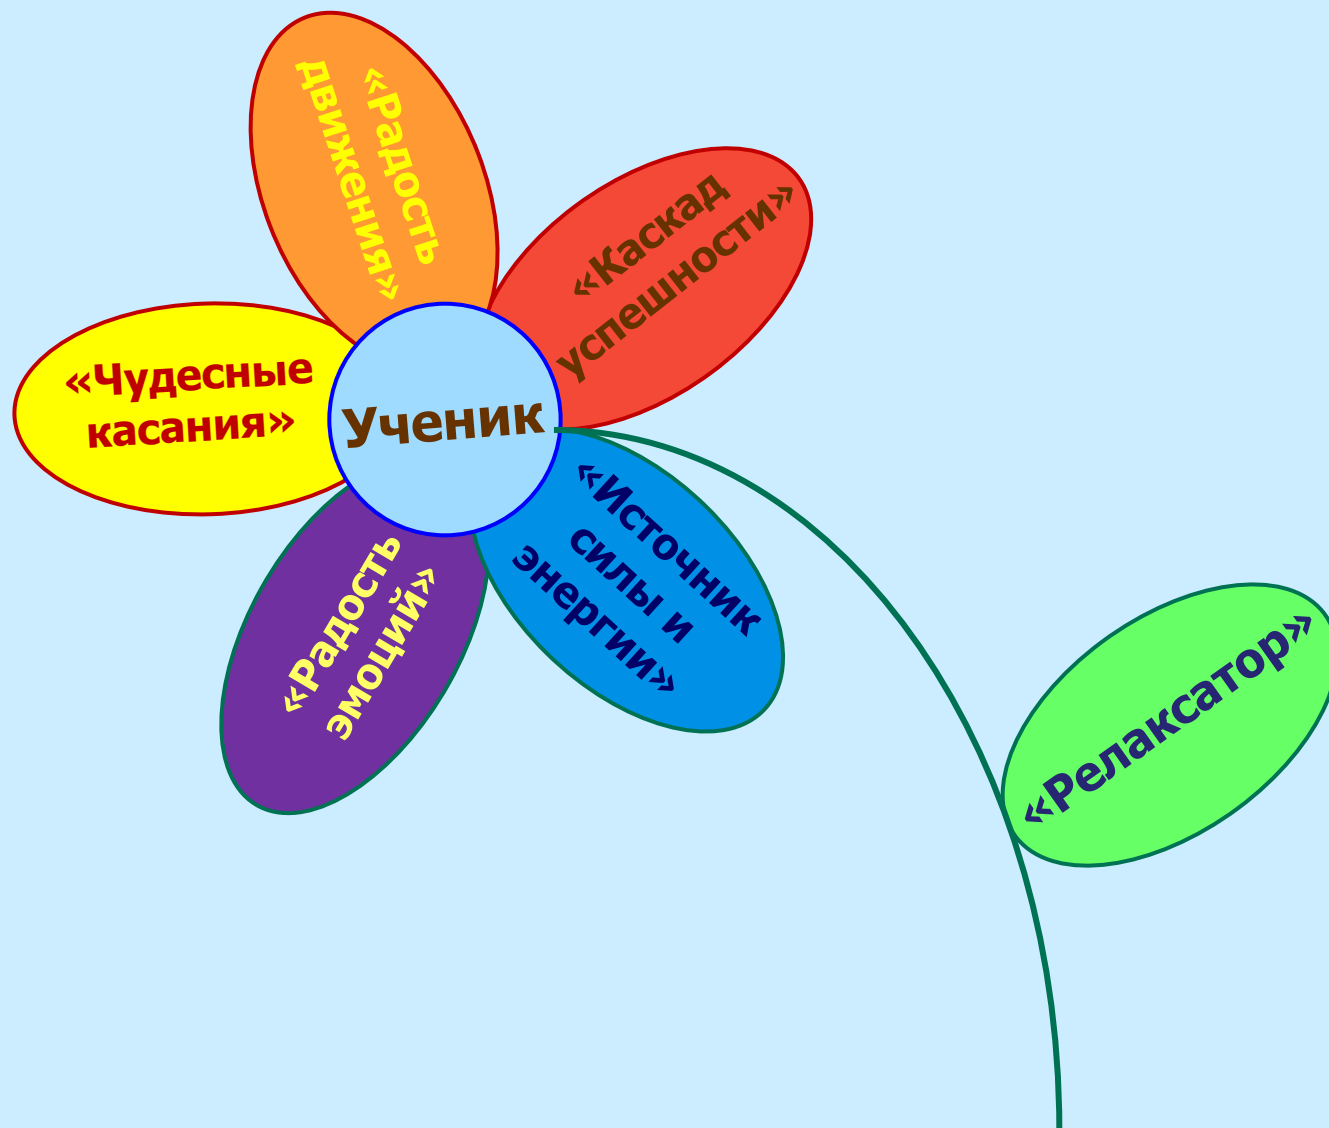 «Радость
движения»
«Каскад
успешности»
«Чудесные
касания»
Ученик
«Радость
эмоций»
«Источник
силы и
энергии»
«Релаксатор»